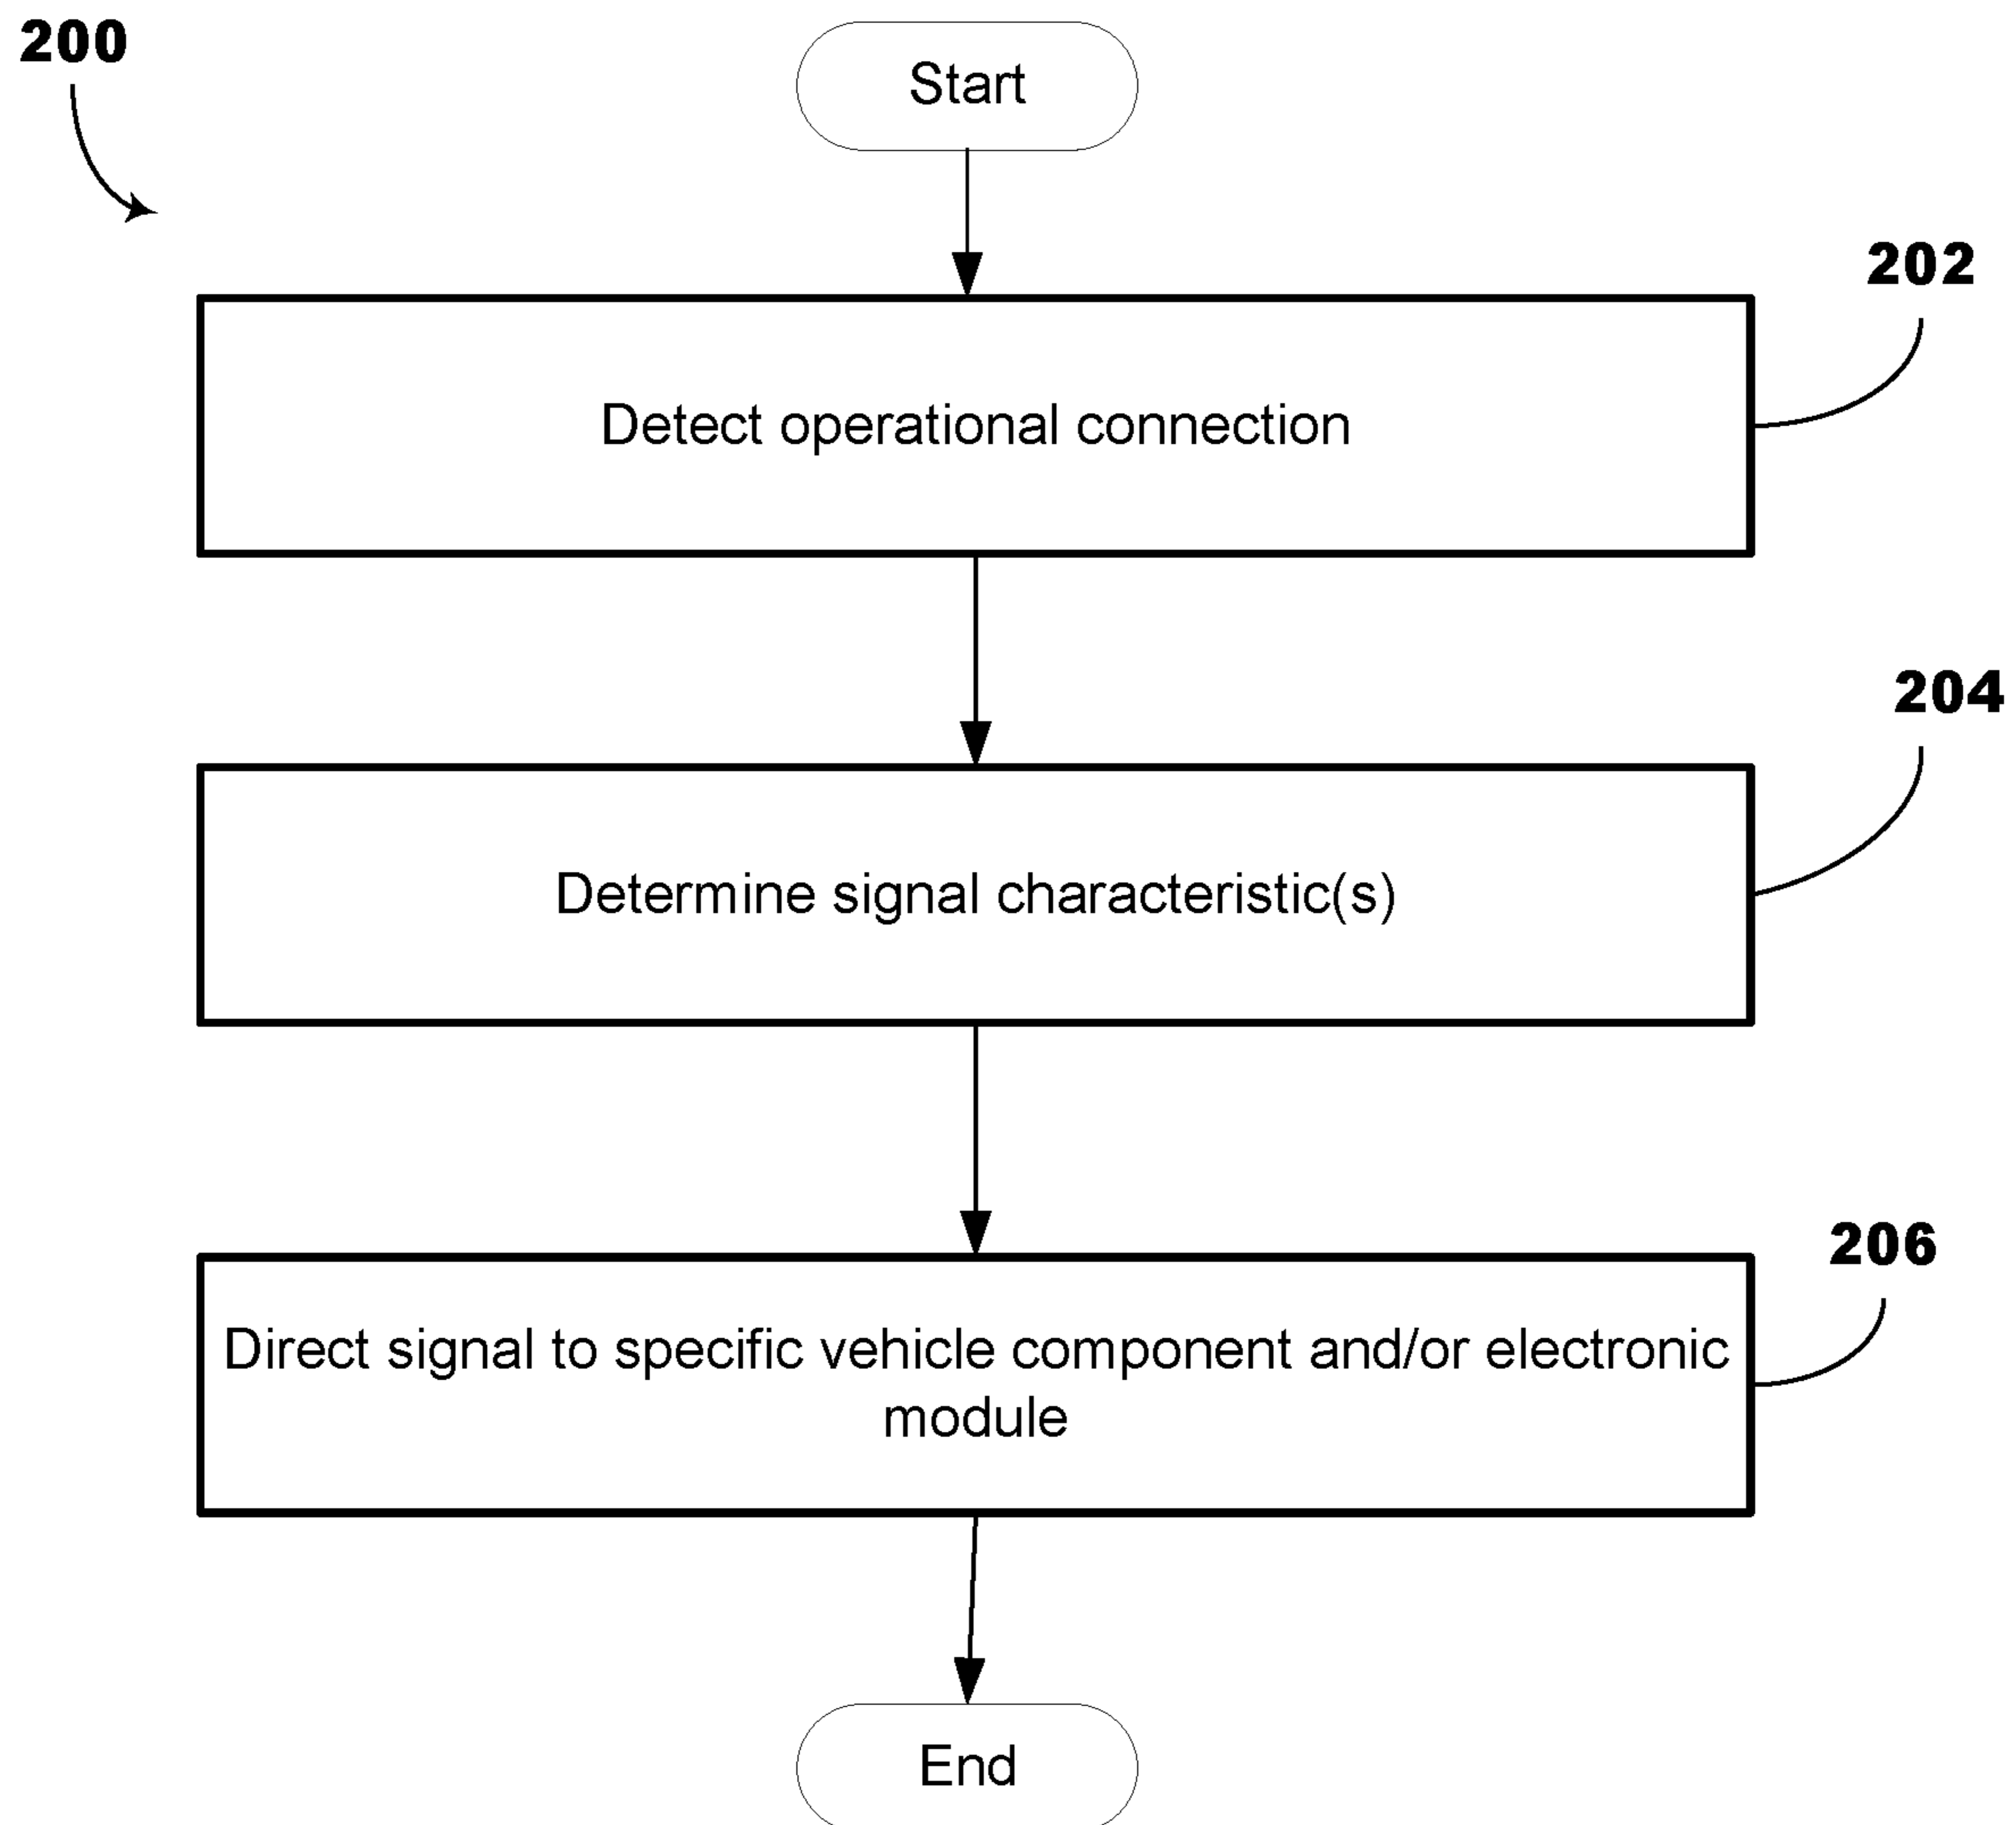 200
Start
202
Detect operational connection
204
Determine signal characteristic(s)
206
Direct signal to specific vehicle component and/or electronic
module
End